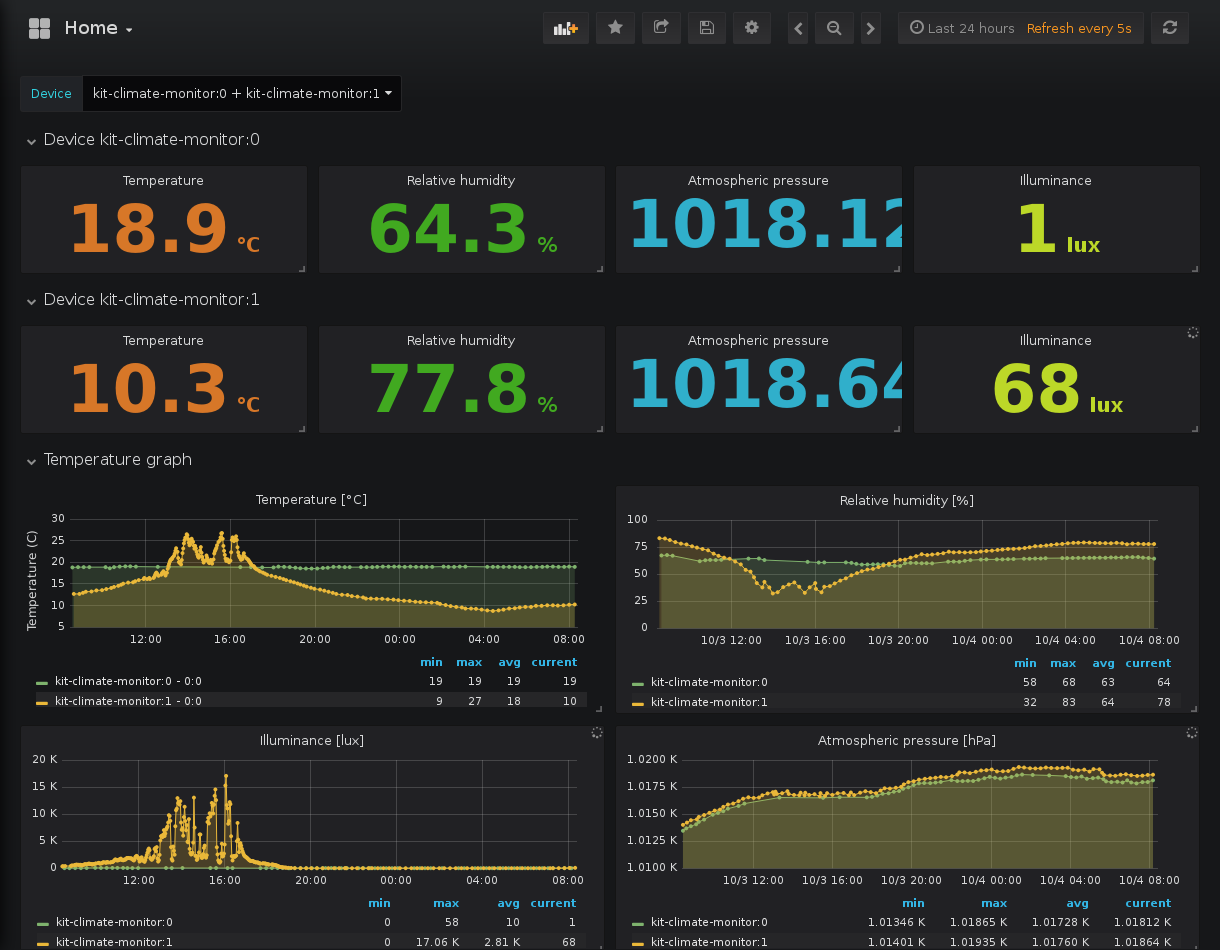 Home
Last 24 hours Refresh every 5s
Device kit-climate-monitor:0 + kit-climate-monitor:1
Device kit-climate-monitor:0
Temperature Relative humidity Atmospheric pressure Illuminance
18.9 °C 64.3 % 1018.12 1 lux
Device kit-climate-monitor:1
Temperature Relative humidity Atmospheric pressure Illuminance
10.3 °C 77.8 % 1018.64 68 lux
Temperature graph
Temperature [°C]
Temperature (C)
30
25
20
15
10
5
12:00 16:00 20:00 00:00 04:00 08:00
min max avg current
kit-climate-monitor:0 - 0:0 19 19 19 19
kit-climate-monitor:1 - 0:0 9 27 18 10
Relative humidity [%]
100
75
50
25
0
10/3 12:00 10/3 16:00 10/3 20:00 10/4 00:00 10/4 04:00 10/4 08:00
min max avg current
kit-climate-monitor:0 58 68 63 64
kit-climate-monitor:1 32 83 64 78
Illuminance [lux]
20 K
15 K
10 K
5 K
0
12:00 16:00 20:00 00:00 04:00 08:00
min max avg current
kit-climate-monitor:0 0 58 10 1
kit-climate-monitor:1 0 17.06 K 2.81 K 68
Atmospheric pressure [hPa]
1.0200 K
1.0175 K
1.0150 K
1.0125 K
1.0100 K
10/3 12:00 10/3 16:00 10/3 20:00 10/4 00:00 10/4 04:00 10/4 08:00
min max avg current
kit-climate-monitor:0 1.01346 K 1.01865 K 1.01728 K 1.01812 K
kit-climate-monitor:1 1.01401 K 1.01935 K 1.01760 K 1.01864 K